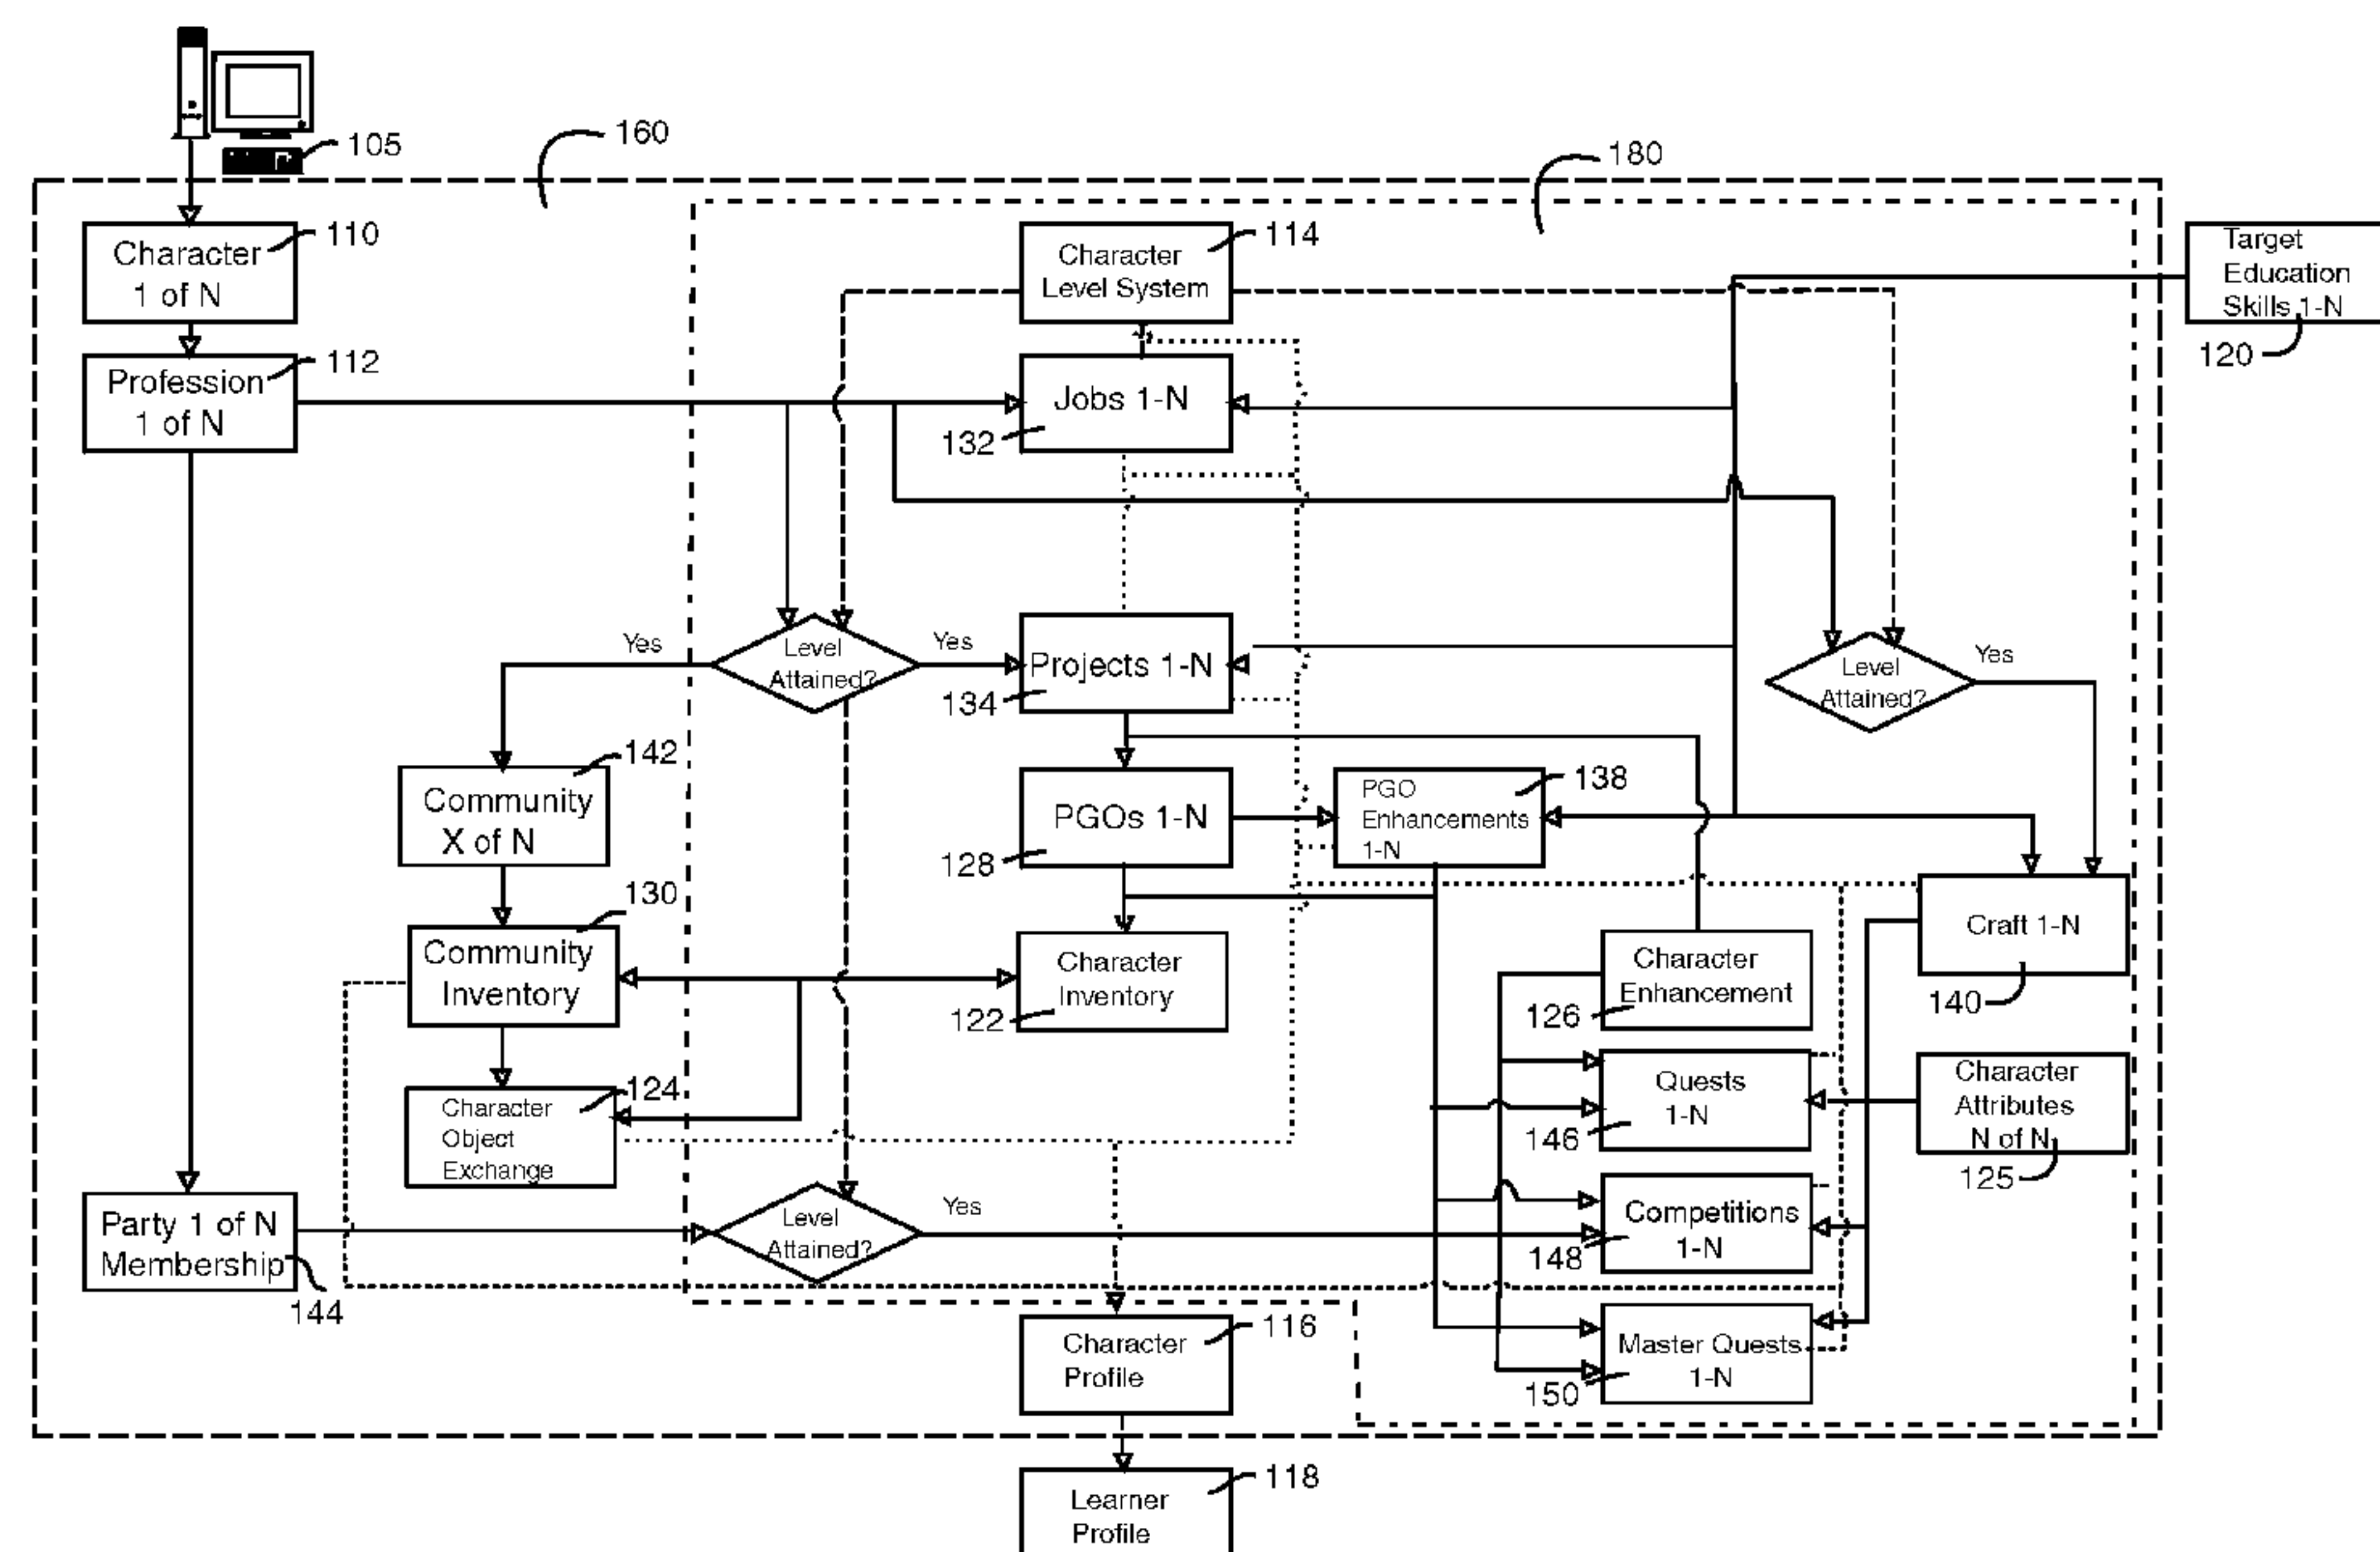 160
105
180
Character
1 of N
110
Character
Level System
114
Target
Education
Skills 1-N
120
Profession
1 of N
112
Jobs 1-N
132
Yes
Level
Attained?
Yes
Projects 1-N
134
Level
Attained?
Yes
142
Community
X of N
PGOs 1-N
128
PGO
Enhancements
1-N
138
130
Community
Inventory
Character
Inventory
122
Character
Enhancement
126
Craft 1-N
140
124
Character
Object
Exchange
Quests
1-N
146
Character
Attributes
N of N
125
Party 1 of N
Membership
144
Level
Attained?
Yes
Competitions
1-N
148
Character
Profile
116
Master Quests
1-N
150
Learner
Profile
118